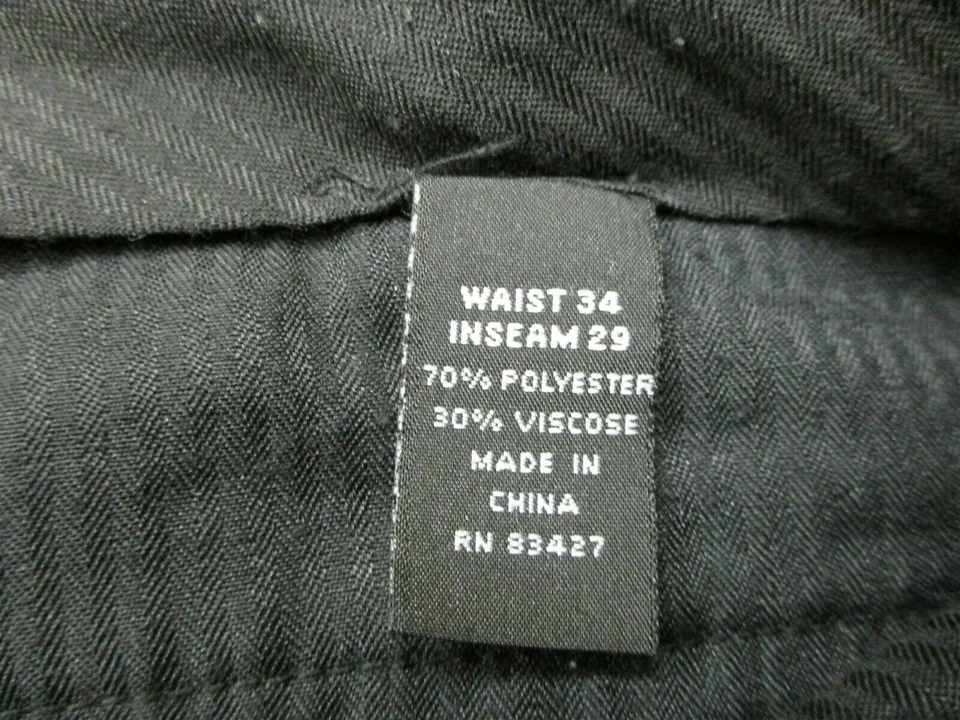 WAIST 34
INSEAM 29
70% POLYESTER
30% VISCOSE
MADE IN
CHINA
RN 83427